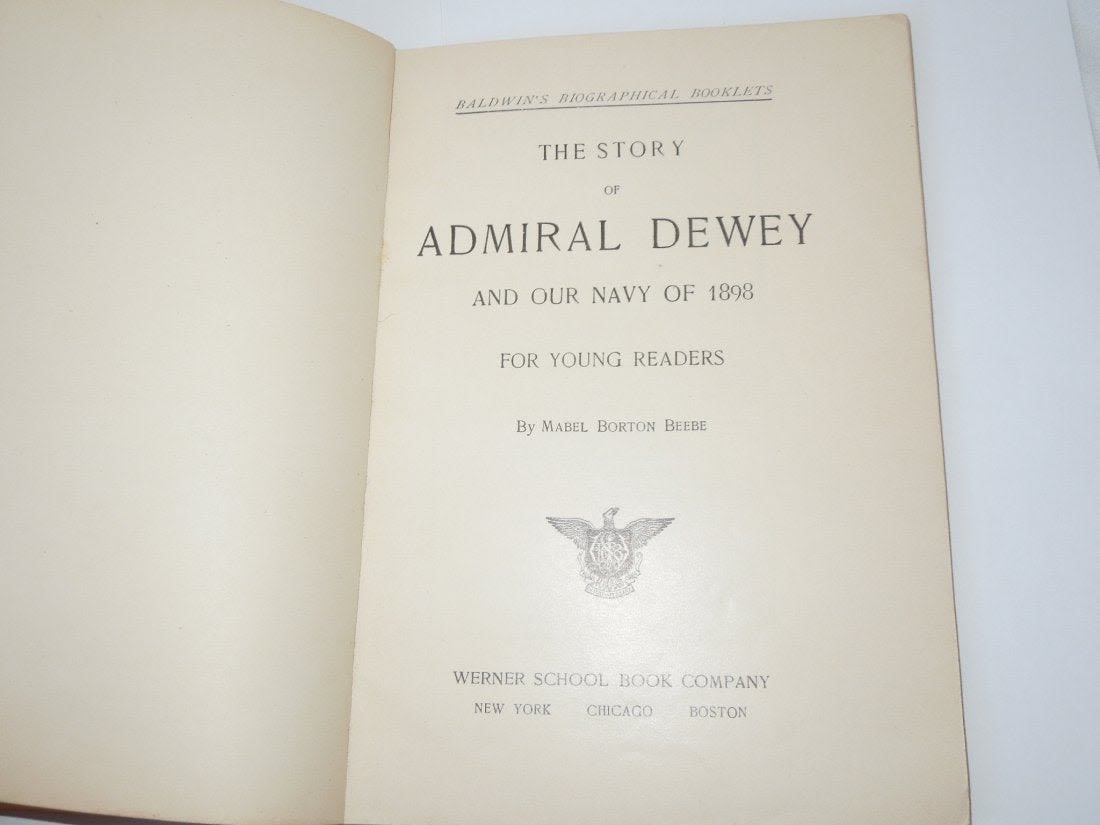 BALDWIN'S BIOGRAPHICAL BOOKLETS
THE STORY
OF
ADMIRAL DEWEY
AND OUR NAVY OF 1898
FOR YOUNG READERS
By MABEL BORTON BEEBE
WERNER SCHOOL BOOK COMPANY
NEW YORK CHICAGO BOSTON